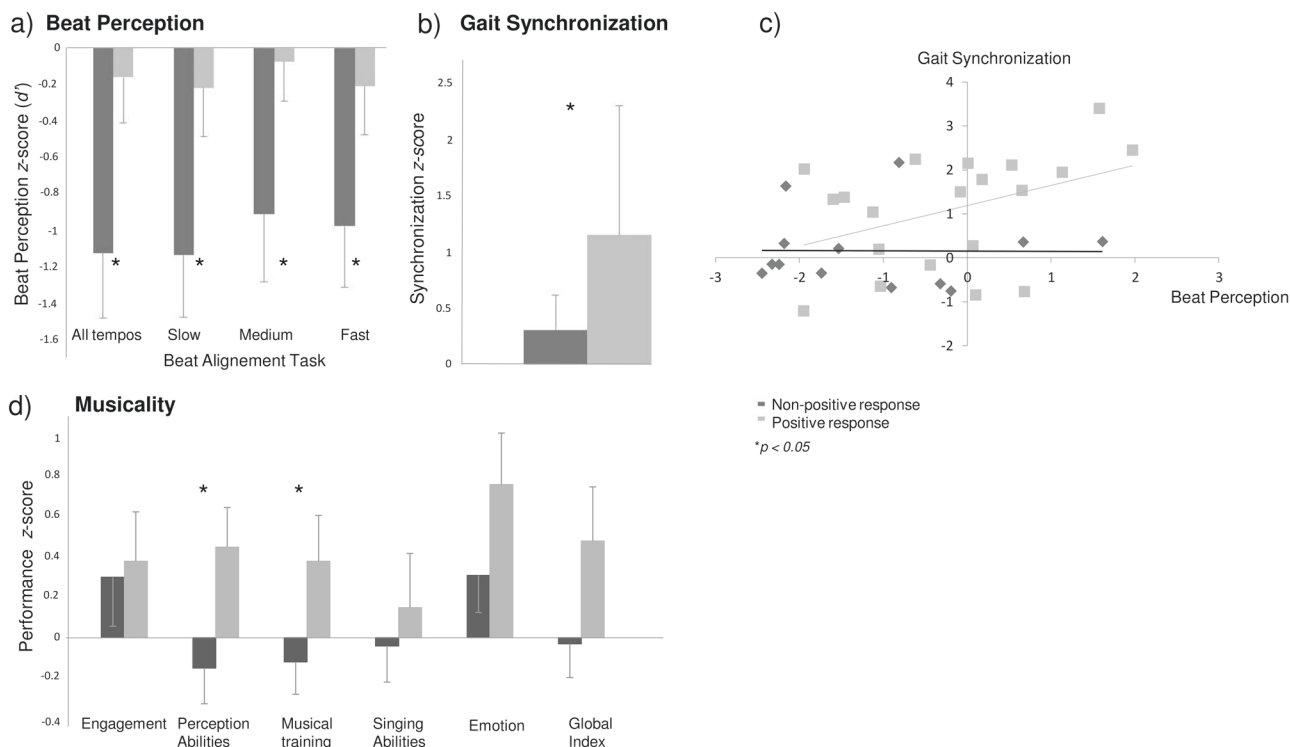 a) Beat Perception
0
-0.2
-0.4
-0.6
-0.8
-1
-1.2
-1.4
-1.6
Beat Perception z-score (d')
* * * *
All tempos Slow Medium Fast
Beat Alignement Task
b) Gait Synchronization
2.5
2
1.5
1
0.5
0
Synchronization z-score
*
c)
Gait Synchronization
4
3
2
1
0
-1
-2
-3 -2 -1 0 1 2 3
Beat Perception
Non-positive response
Positive response
*p < 0.05
d) Musicality
1
0.8
0.6
0.4
0.2
0
-0.2
-0.4
Performance z-score
* *
Engagement Perception Musical Singing Emotion Global
Abilities training Abilities Index